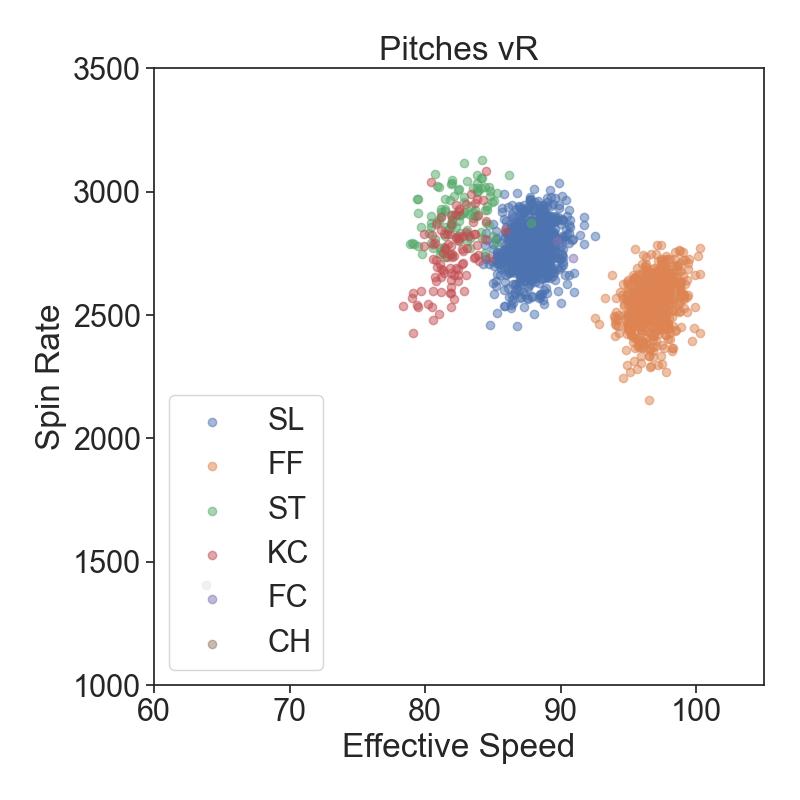 Pitches vR
3500
3000
2500
2000
1500
1000
Spin Rate
SL
FF
ST
KC
FC
CH
60 70 80 90 100
Effective Speed